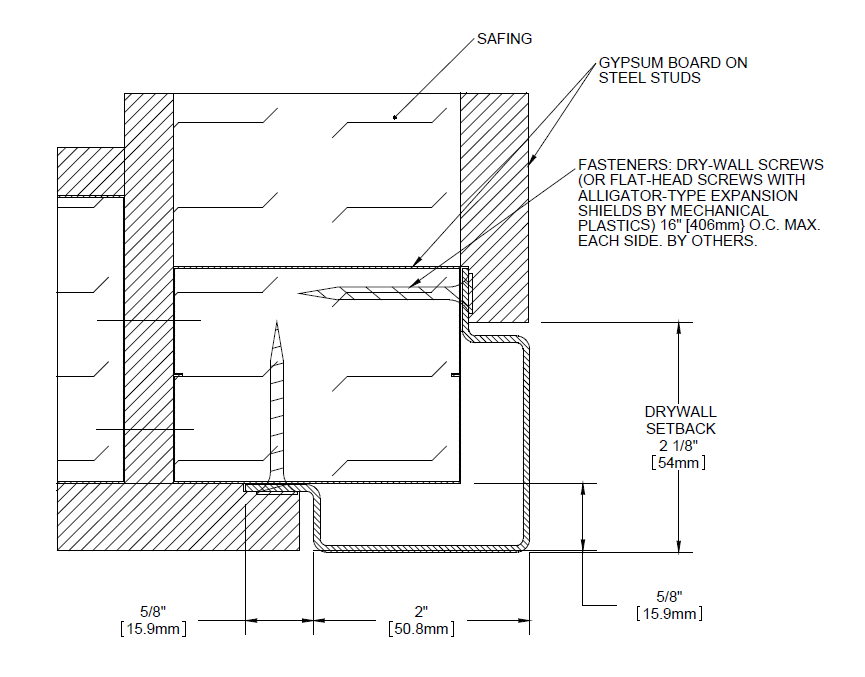 SAFING
GYPSUM BOARD ON
STEEL STUDS
FASTENERS: DRY-WALL SCREWS
(OR FLAT-HEAD SCREWS WITH
ALLIGATOR-TYPE EXPANSION
SHIELDS BY MECHANICAL
PLASTICS) 16" [406mm} O.C. MAX.
EACH SIDE. BY OTHERS.
DRYWALL
SETBACK
2 1/8"
[54mm]
5/8"
[15.9mm]
2"
[50.8mm]
5/8"
[15.9mm]